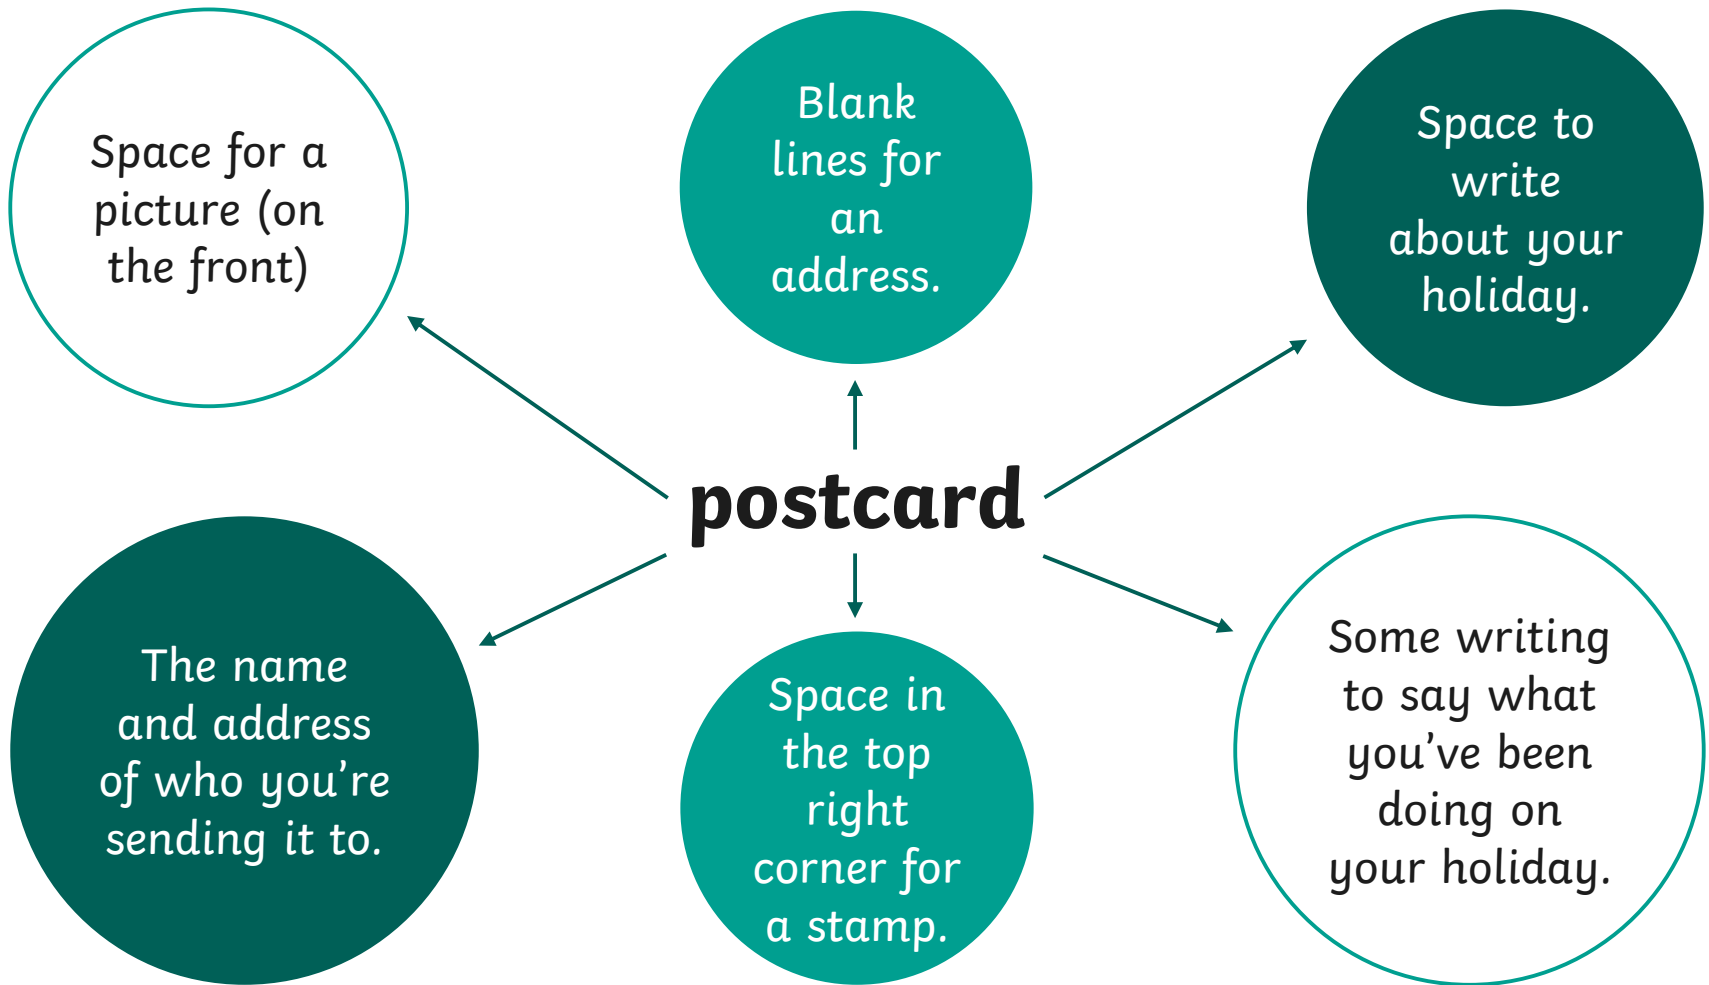 Space for a
picture (on
the front)
Blank
lines for
an
address.
Space to
write
about your
holiday.
postcard
The name
and address
of who you’re
sending it to.
Space in
the top
right
corner for
a stamp.
Some writing
to say what
you’ve been
doing on
your holiday.